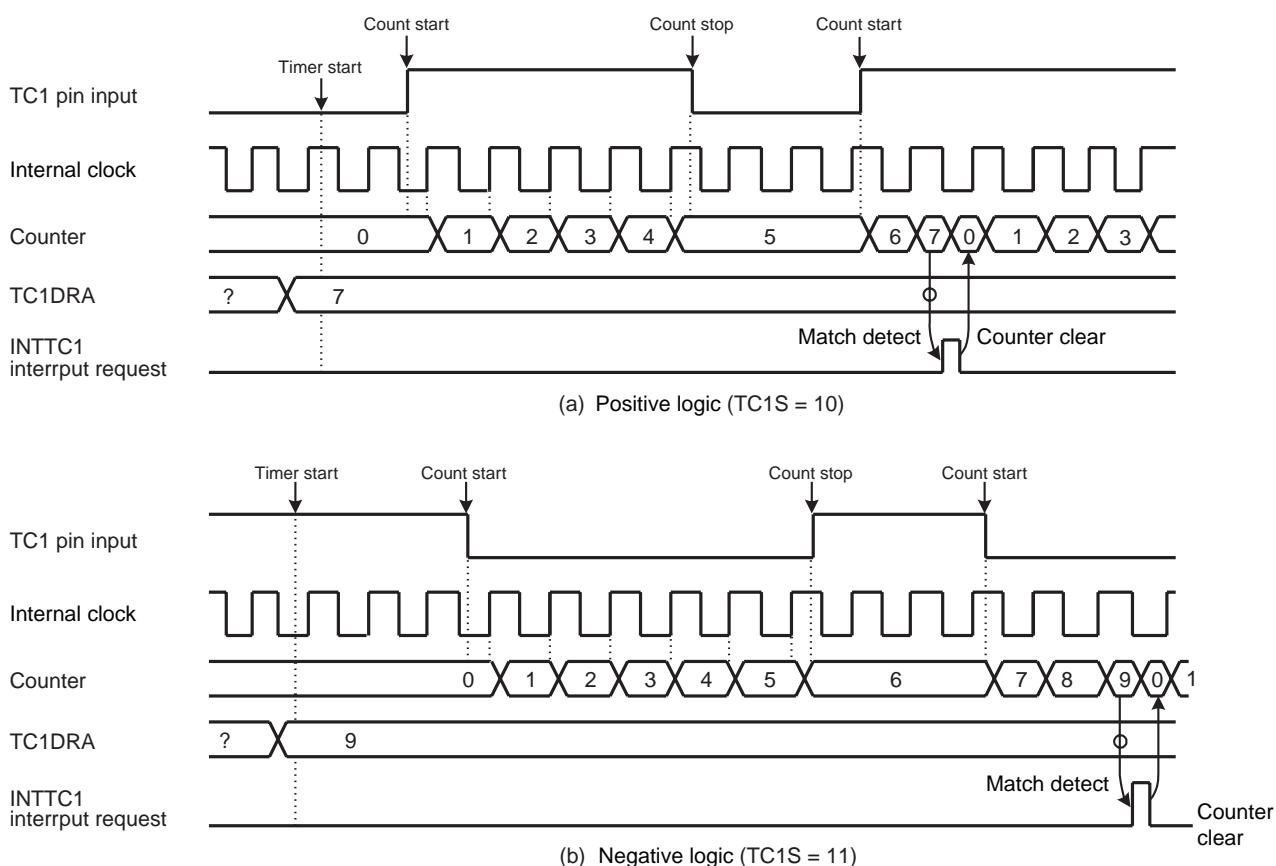 Count start
Count stop
Count start
Timer start
TC1 pin input
Internal clock
Counter
0
1
2
3
4
5
6
7
0
1
2
3
TC1DRA
?
7
Match detect
Counter clear
INTTC1
interrput request
(a) Positive logic (TC1S = 10)
Timer start
Count start
Count stop
Count start
TC1 pin input
Internal clock
Counter
0
1
2
3
4
5
6
7
8
9
0
1
TC1DRA
?
9
Match detect
INTTC1
interrput request
Counter
clear
(b) Negative logic (TC1S = 11)